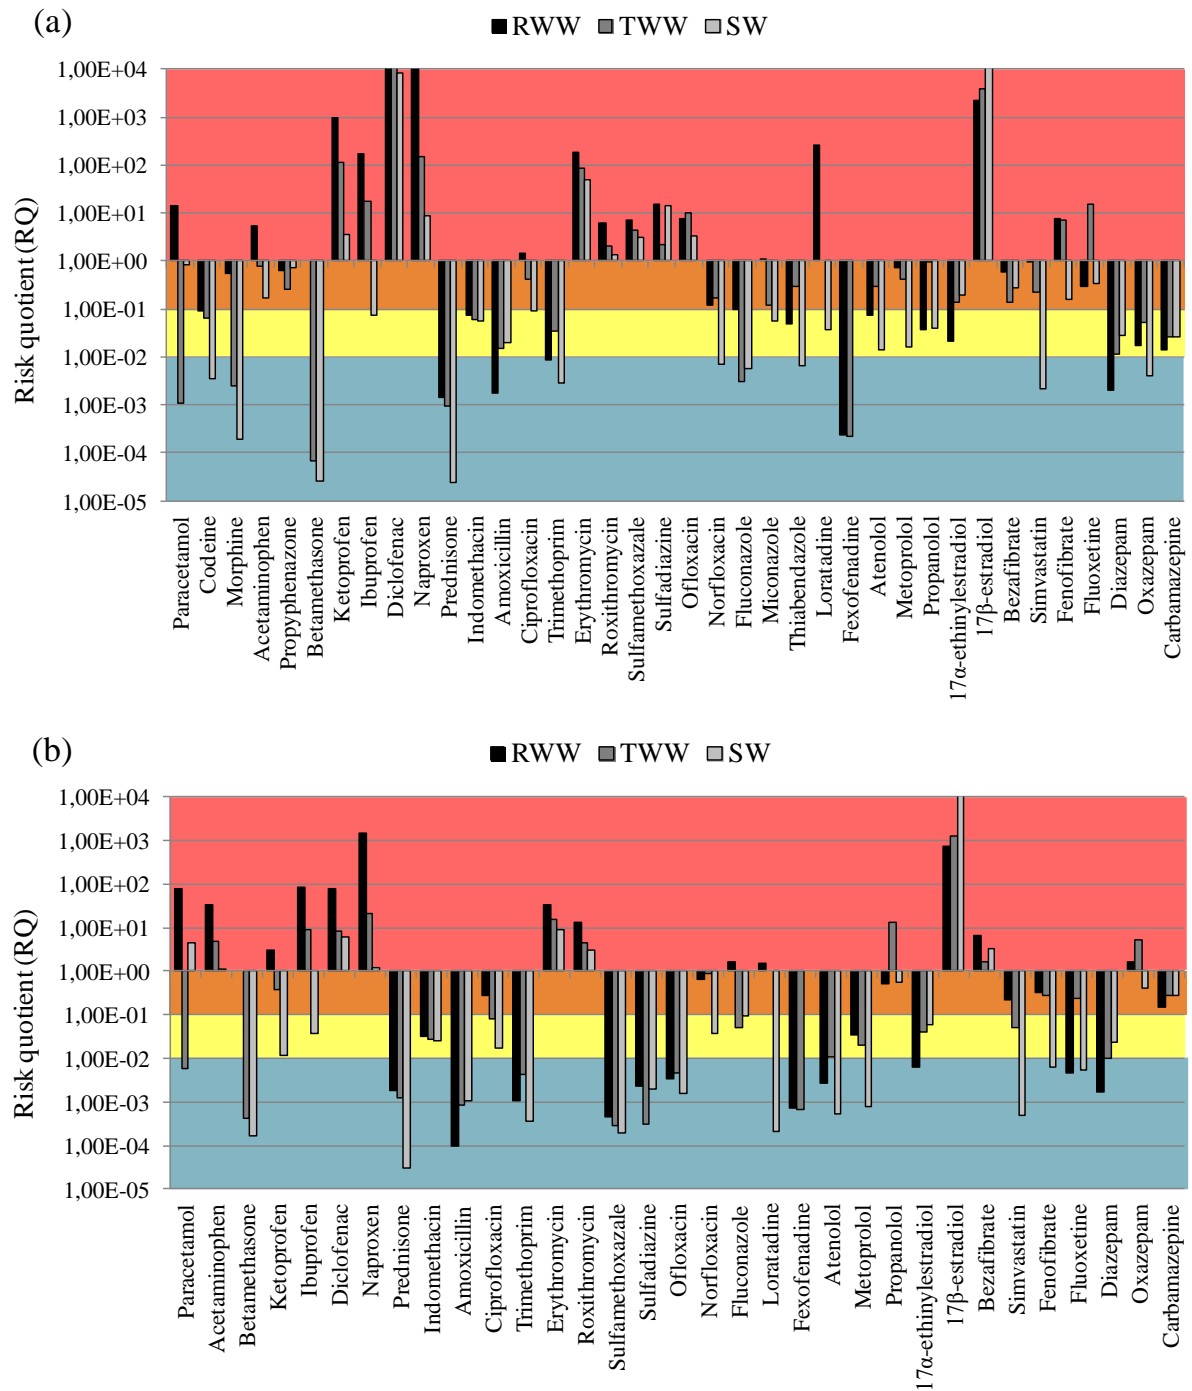 (a)
RWW TWW SW
Risk quotient (RQ)
1,00E+04
1,00E+03
1,00E+02
1,00E+01
1,00E+00
1,00E-01
1,00E-02
1,00E-03
1,00E-04
1,00E-05
Paracetamol
Codeine
Morphine
Acetaminophen
Propyphenazone
Betamethasone
Ketoprofen
Ibuprofen
Diclofenac
Naproxen
Prednisone
Indomethacin
Amoxicillin
Ciprofloxacin
Trimethoprim
Erythromycin
Roxithromycin
Sulfamethoxazale
Sulfadiazine
Ofloxacin
Norfloxacin
Fluconazole
Miconazole
Thiabendazole
Loratadine
Fexofenadine
Atenolol
Metoprolol
Propanolol
17α-ethinylestradiol
17β-estradiol
Bezafibrate
Simvastatin
Fenofibrate
Fluoxetine
Diazepam
Oxazepam
Carbamazepine
(b)
RWW TWW SW
Risk quotient (RQ)
1,00E+04
1,00E+03
1,00E+02
1,00E+01
1,00E+00
1,00E-01
1,00E-02
1,00E-03
1,00E-04
1,00E-05
Paracetamol
Acetaminophen
Betamethasone
Ketoprofen
Ibuprofen
Diclofenac
Naproxen
Prednisone
Indomethacin
Amoxicillin
Ciprofloxacin
Trimethoprim
Erythromycin
Roxithromycin
Sulfamethoxazale
Sulfadiazine
Ofloxacin
Norfloxacin
Fluconazole
Loratadine
Fexofenadine
Atenolol
Metoprolol
Propanolol
17α-ethinylestradiol
17β-estradiol
Bezafibrate
Sinvastatin
Fenofibrate
Fluoxetine
Diazepam
Oxazepam
Carbamazepine